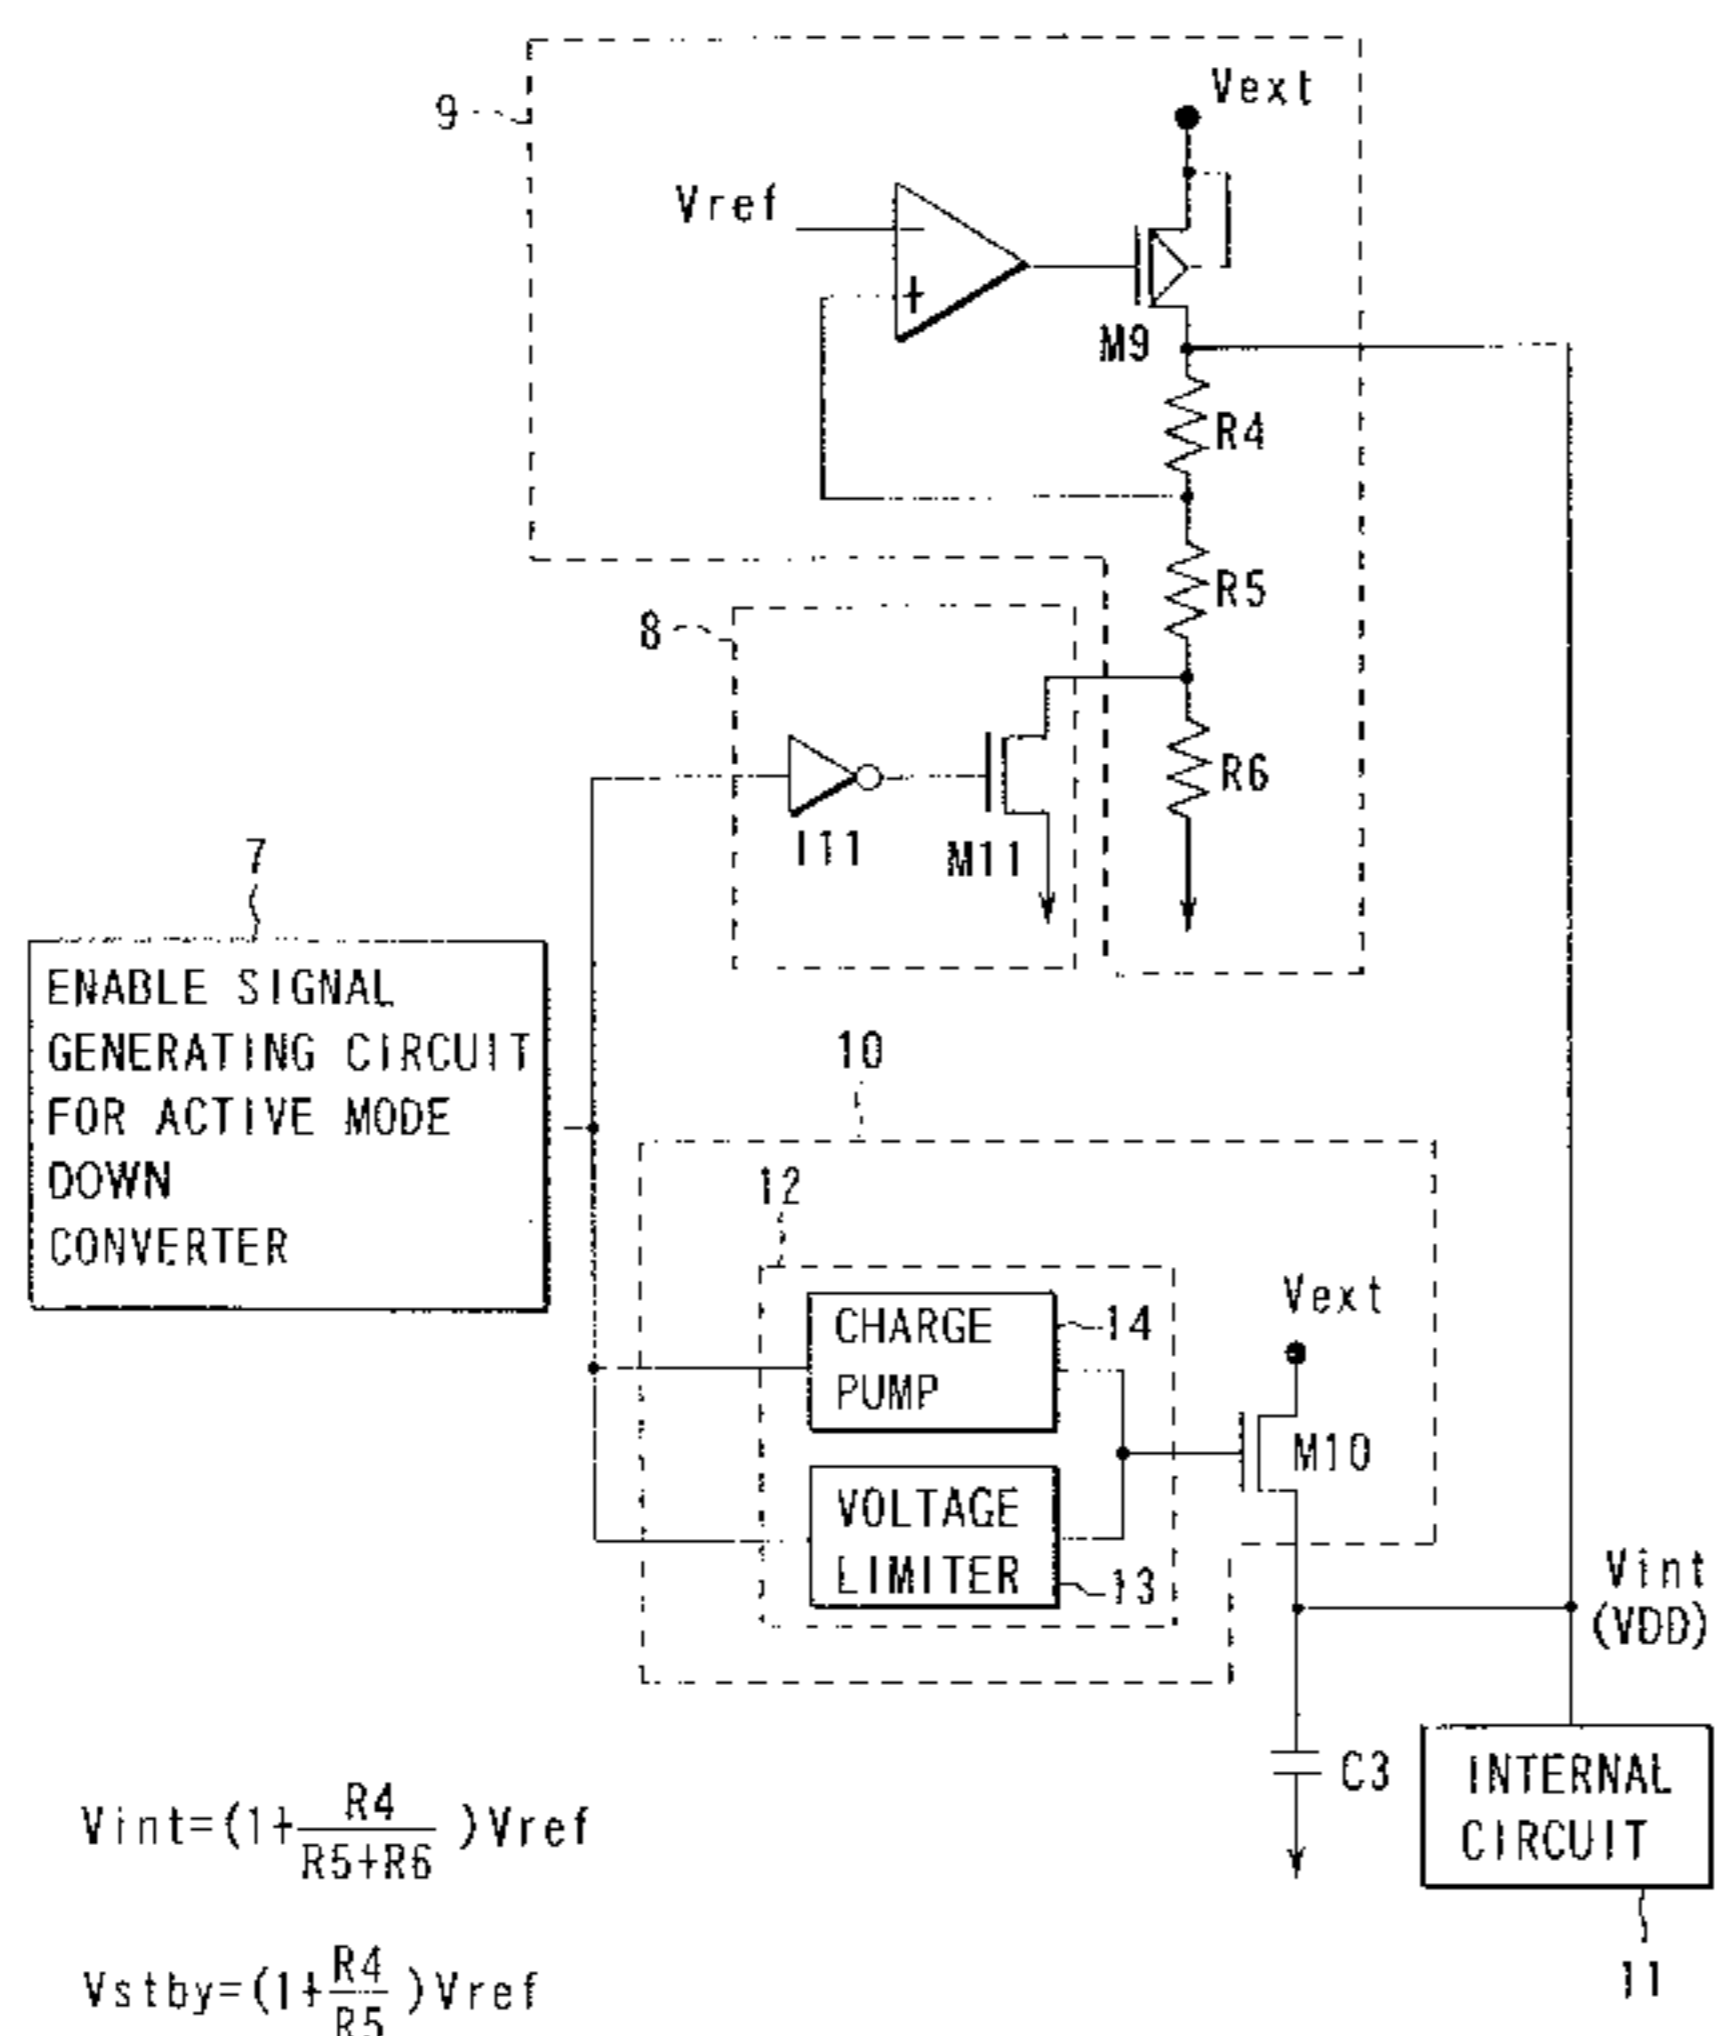 9
Vext
Vref
−
+
M9
R4
R5
8
R6
I11
M11
7
ENABLE SIGNAL
GENERATING CIRCUIT
FOR ACTIVE MODE
DOWN
CONVERTER
10
12
Vext
CHARGE
PUMP
14
M10
VOLTAGE
LIMITER
13
Vint
(VDD)
C3
INTERNAL
CIRCUIT
11
Vint=(1+R4/R5+R6)Vref
Vstby=(1+R4/R5)Vref